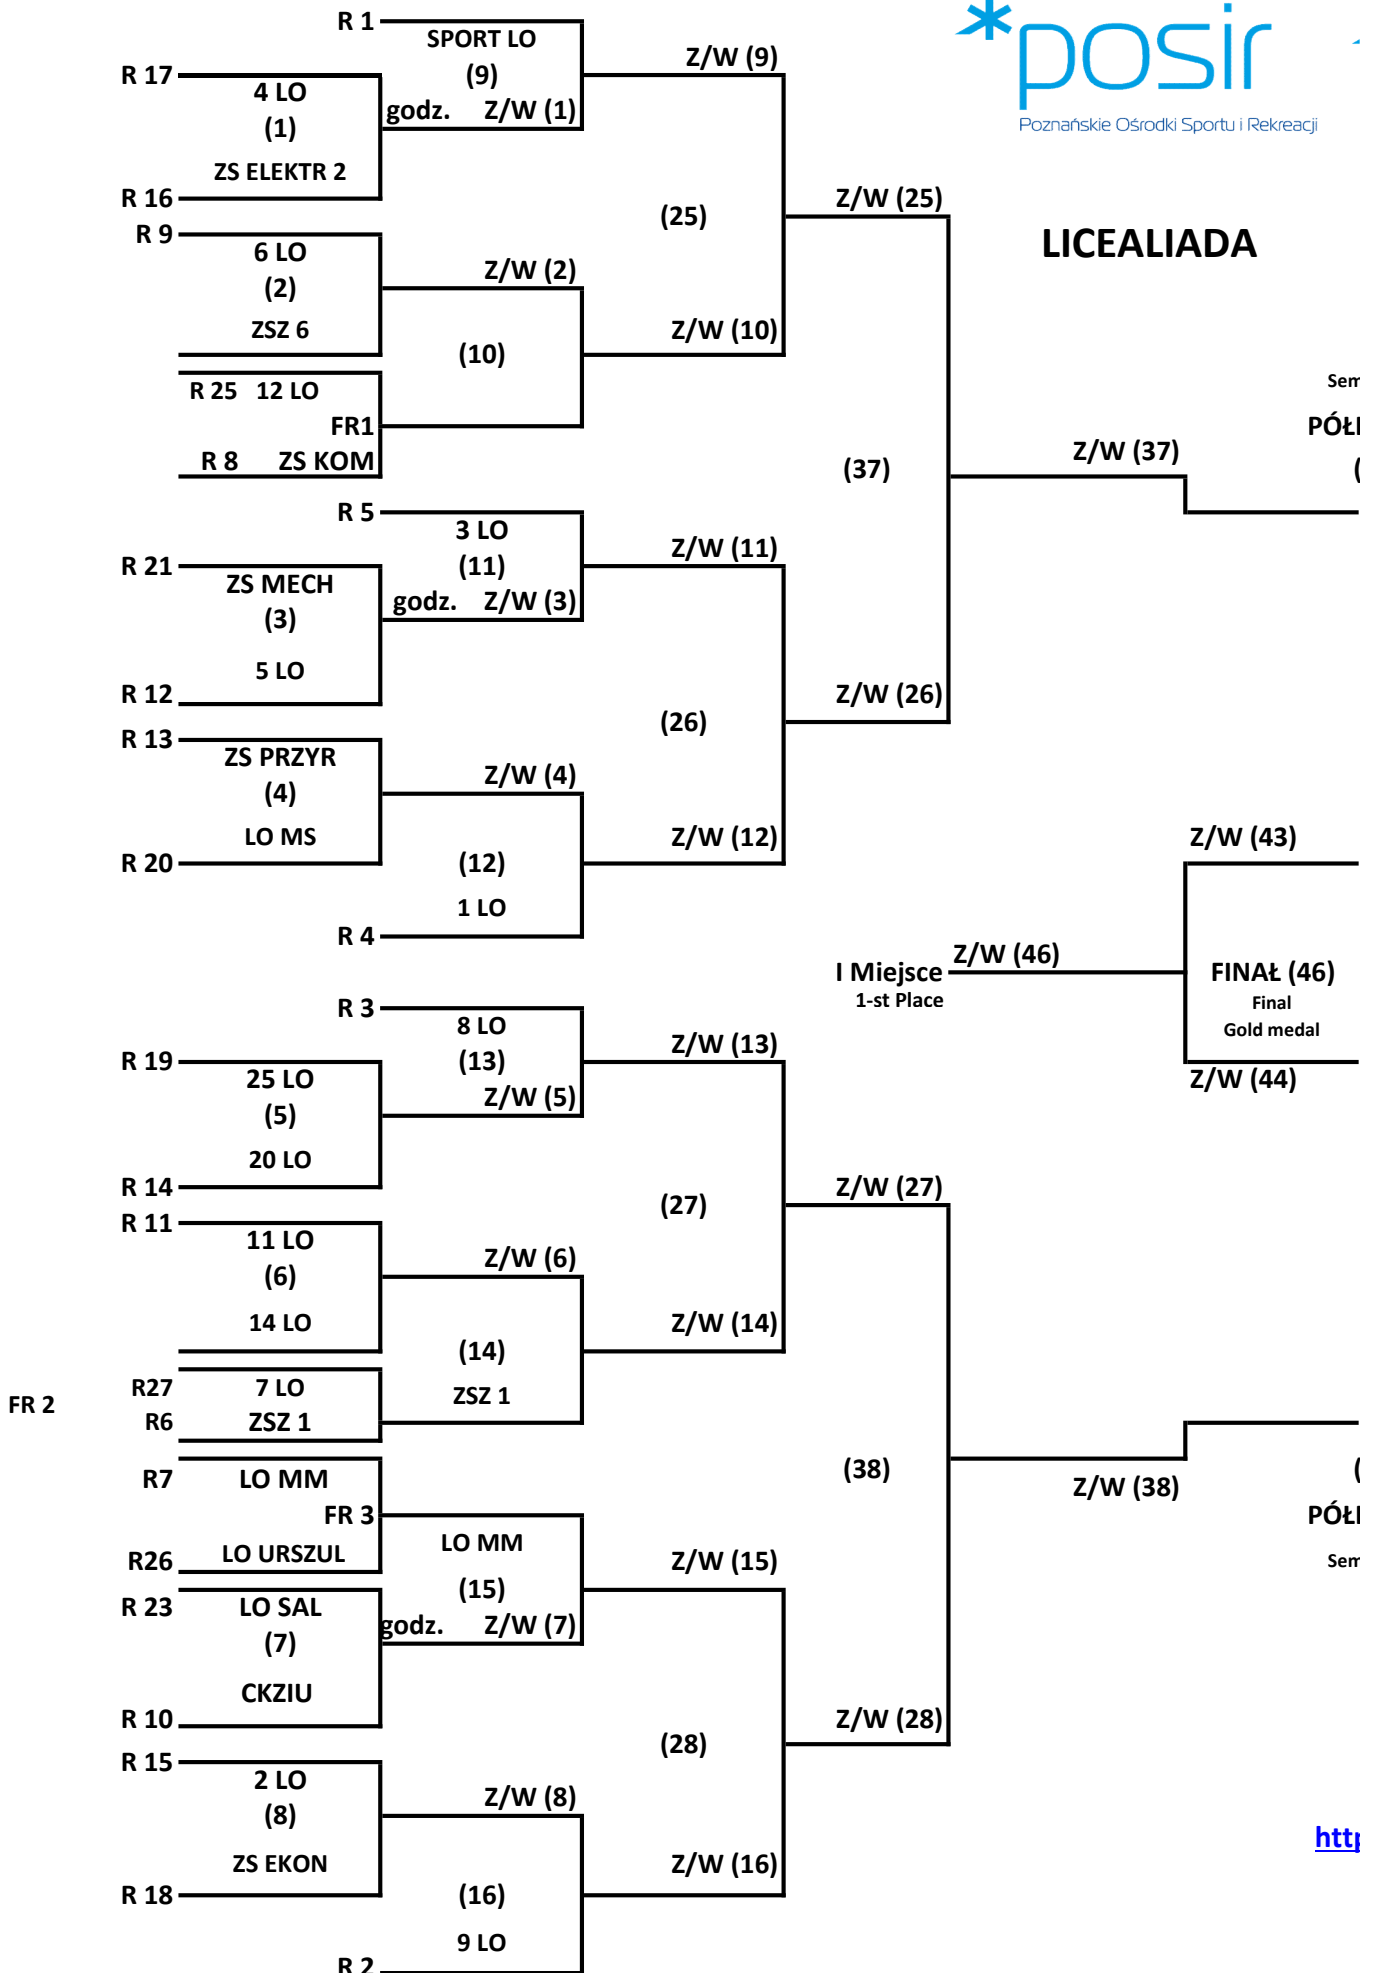 R 1
SPORT LO
Z/W (9)
posir
R 17
(9)
4 LO
godz. Z/W (1)
(1)
Poznańskie Ośrodki Sportu i Rekreacji
ZS ELEKTR 2
R 16
(25)
Z/W (25)
R 9
LICEALIADA
6 LO
Z/W (2)
(2)
ZSZ 6
Z/W (10)
(10)
R 25 12 LO
Sem
FR1
PÓŁI
Z/W (37)
R 8 ZS KOM
(37)
(
R 5
3 LO
Z/W (11)
R 21
(11)
ZS MECH
godz. Z/W (3)
(3)
5 LO
R 12
Z/W (26)
(26)
R 13
ZS PRZYR
Z/W (4)
(4)
LO MS
Z/W (12)
Z/W (43)
R 20
(12)
1 LO
R 4
I Miejsce Z/W (46)
FINAŁ (46)
1-st Place
Final
R 3
8 LO
Gold medal
Z/W (13)
R 19
(13)
25 LO
Z/W (5)
Z/W (44)
(5)
20 LO
R 14
Z/W (27)
(27)
R 11
11 LO
Z/W (6)
(6)
14 LO
Z/W (14)
(14)
R27 7 LO
ZSZ 1
FR 2
R6 ZSZ 1
R7 LO MM
(38)
(
Z/W (38)
FR 3
PÓŁI
LO MM
R26 LO URSZUL
Z/W (15)
Sem
(15)
R 23 LO SAL
godz. Z/W (7)
(7)
CKZIU
R 10
Z/W (28)
(28)
R 15
2 LO
Z/W (8)
(8)
http
ZS EKON
Z/W (16)
R 18
(16)
9 LO
R 2